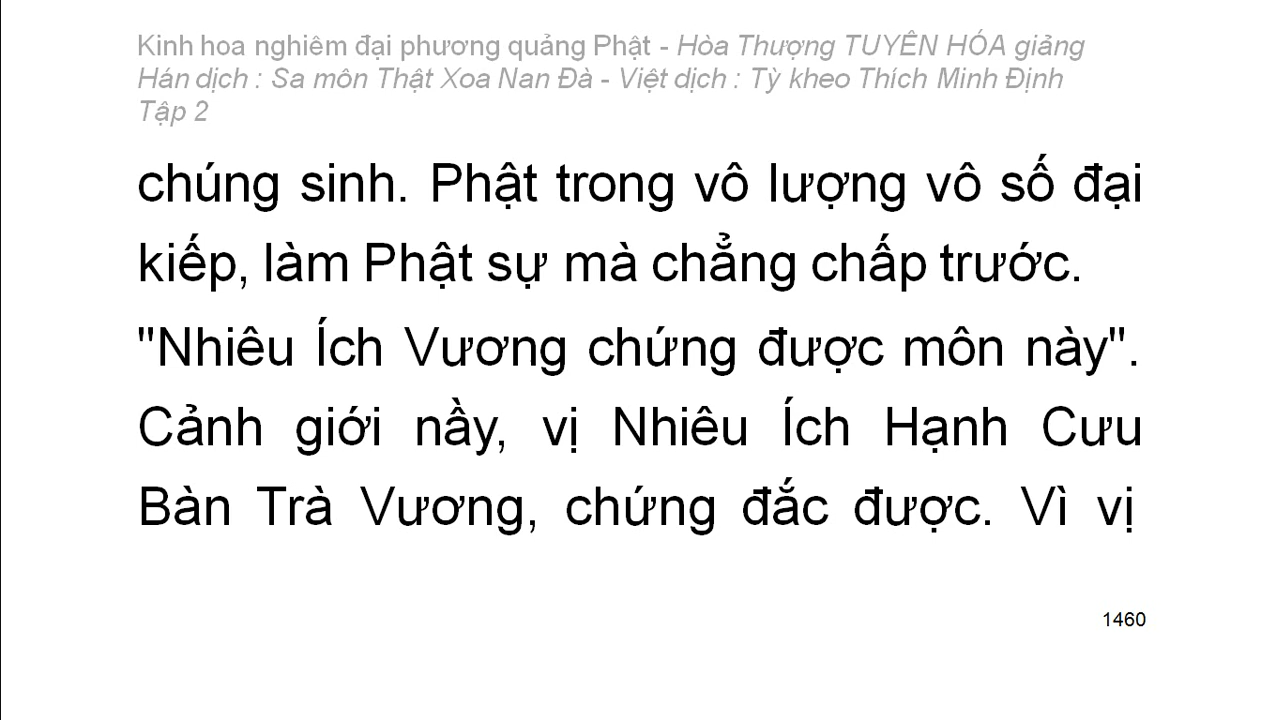 Kinh hoa nghiêm đại phương quảng Phật - Hòa Thượng TUYÊN HÓA giảng
Hán dịch : Sa môn Thật Xoa Nan Đà - Việt dịch : Tỳ kheo Thích Minh Định
Tập 2
chúng sinh. Phật trong vô lượng vô số đại
kiếp, làm Phật sự mà chẳng chấp trước.
"Nhiêu Ích Vương chứng được môn này".
Cảnh giới nầy, vị Nhiêu Ích Hạnh Cưu
Bàn Trà Vương, chứng đắc được. Vì vị
1460